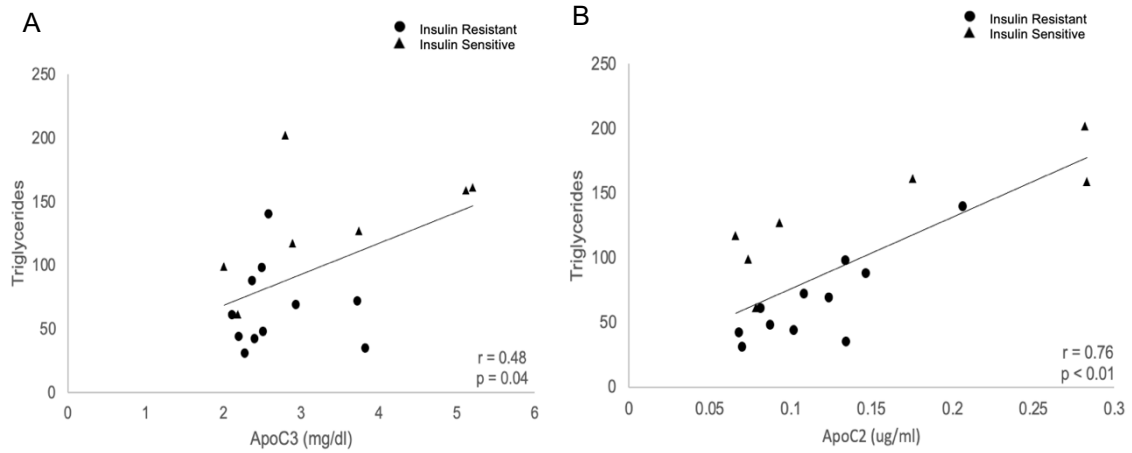 A
Insulin Resistant
Insulin Sensitive
250
200
150
100
50
0
Triglycerides
0 1 2 3 4 5 6
ApoC3 (mg/dl)
r = 0.48
p = 0.04
B
Insulin Resistant
Insulin Sensitive
250
200
150
100
50
0
Triglycerides
0 0.05 0.1 0.15 0.2 0.25 0.3
ApoC2 (ug/ml)
r = 0.76
p < 0.01